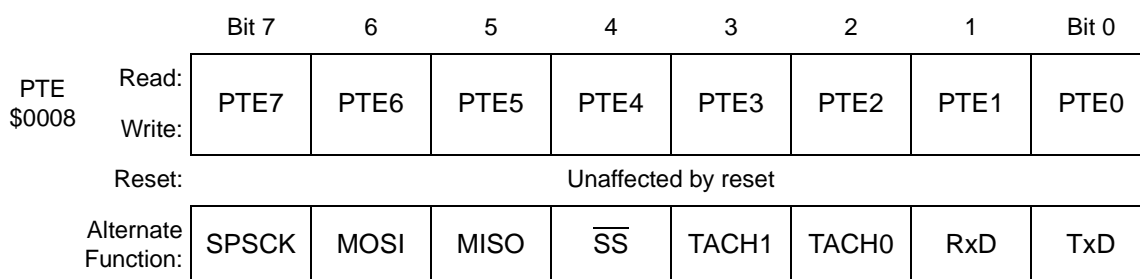 Bit 7 6 5 4 3 2 1 Bit 0
PTE
$0008
Read:
Write:
PTE7 PTE6 PTE5 PTE4 PTE3 PTE2 PTE1 PTE0
Reset: Unaffected by reset
Alternate
Function:
SPSCK MOSI MISO S̅S̅ TACH1 TACH0 RxD TxD